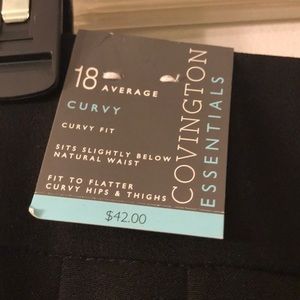 18 AVERAGE
CURVY
CURVY FIT
SITS SLIGHTLY BELOW
NATURAL WAIST
FIT TO FLATTER
CURVY HIPS & THIGHS
COVINGTON
ESSENTIALS
$42.00